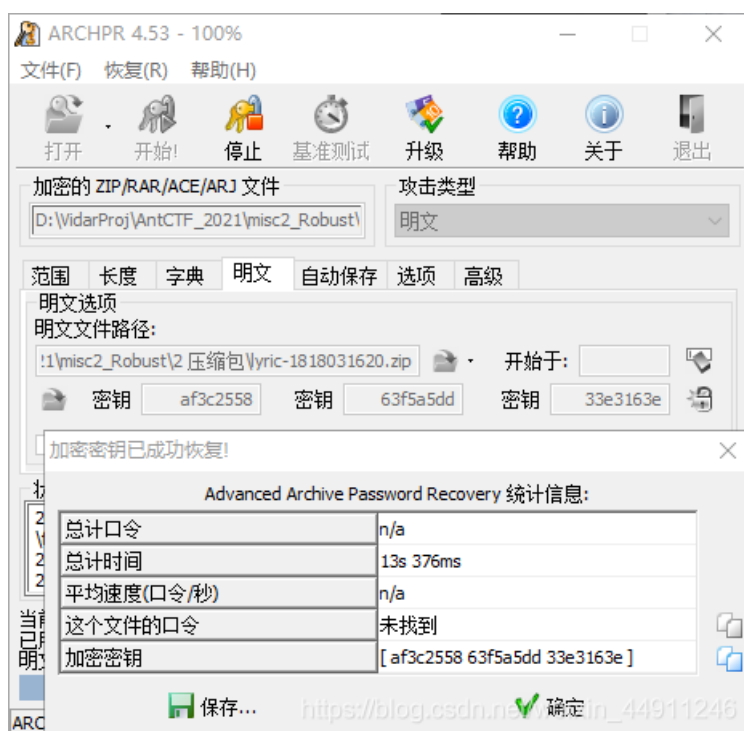 ARCHPR 4.53 - 100%
文件(F) 恢复(R) 帮助(H)
打开 开始! 停止 基准测试 升级 帮助 关于 退出
加密的 ZIP/RAR/ACE/ARJ 文件 攻击类型
D:\VidarProj\AntCTF_2021\misc2_Robust\ 明文
范围 长度 字典 明文 自动保存 选项 高级
明文选项
明文文件路径:
!1\misc2_Robust\2 压缩包\lyric-1818031620.zip 开始于:
密钥 af3c2558 密钥 63f5a5dd 密钥 33e3163e
加密密钥已成功恢复!
Advanced Archive Password Recovery 统计信息:
总计口令 n/a
总计时间 13s 376ms
平均速度(口令/秒) n/a
这个文件的口令 未找到
加密密钥 [ af3c2558 63f5a5dd 33e3163e ]
保存... 确定
https://blog.csdn.net/weixin_44911246
ARC